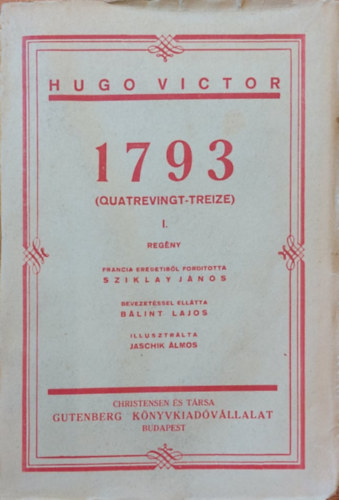 HUGO VICTOR
1793
(QUATREVINGT-TREIZE)
I.
REGÉNY
FRANCIA EREDETIBŐL FORDITOTTA
SZIKLAY JÁNOS
BEVEZETÉSSEL ELLÁTTA
BÁLINT LAJOS
ILLUSZTRÁLTA
JASCHIK ÁLMOS
CHRISTENSEN ÉS TÁRSA
GUTENBERG KÖNYVKIADÓVÁLLALAT
BUDAPEST